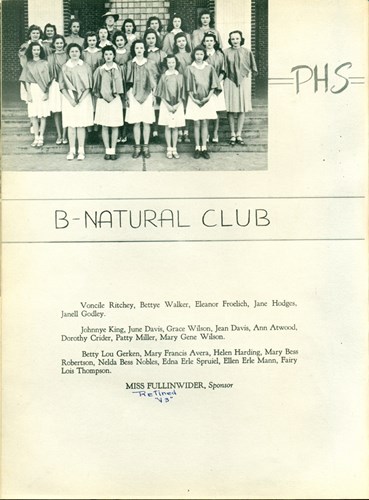 PHS
B-NATURAL CLUB
Voncile Ritchey, Bettye Walker, Eleanor Froelich, Jane Hodges,
Janell Godley.
Johnnye King, June Davis, Grace Wilson, Jean Davis, Ann Atwood,
Dorothy Crider, Patty Miller, Mary Gene Wilson.
Betty Lou Gerken, Mary Francis Avera, Helen Harding, Mary Bess
Robertson, Nelda Bess Nobles, Edna Erle Spruiel, Ellen Erle Mann, Fairy
Lois Thompson.
MISS FULLINWIDER, Sponsor
Retired